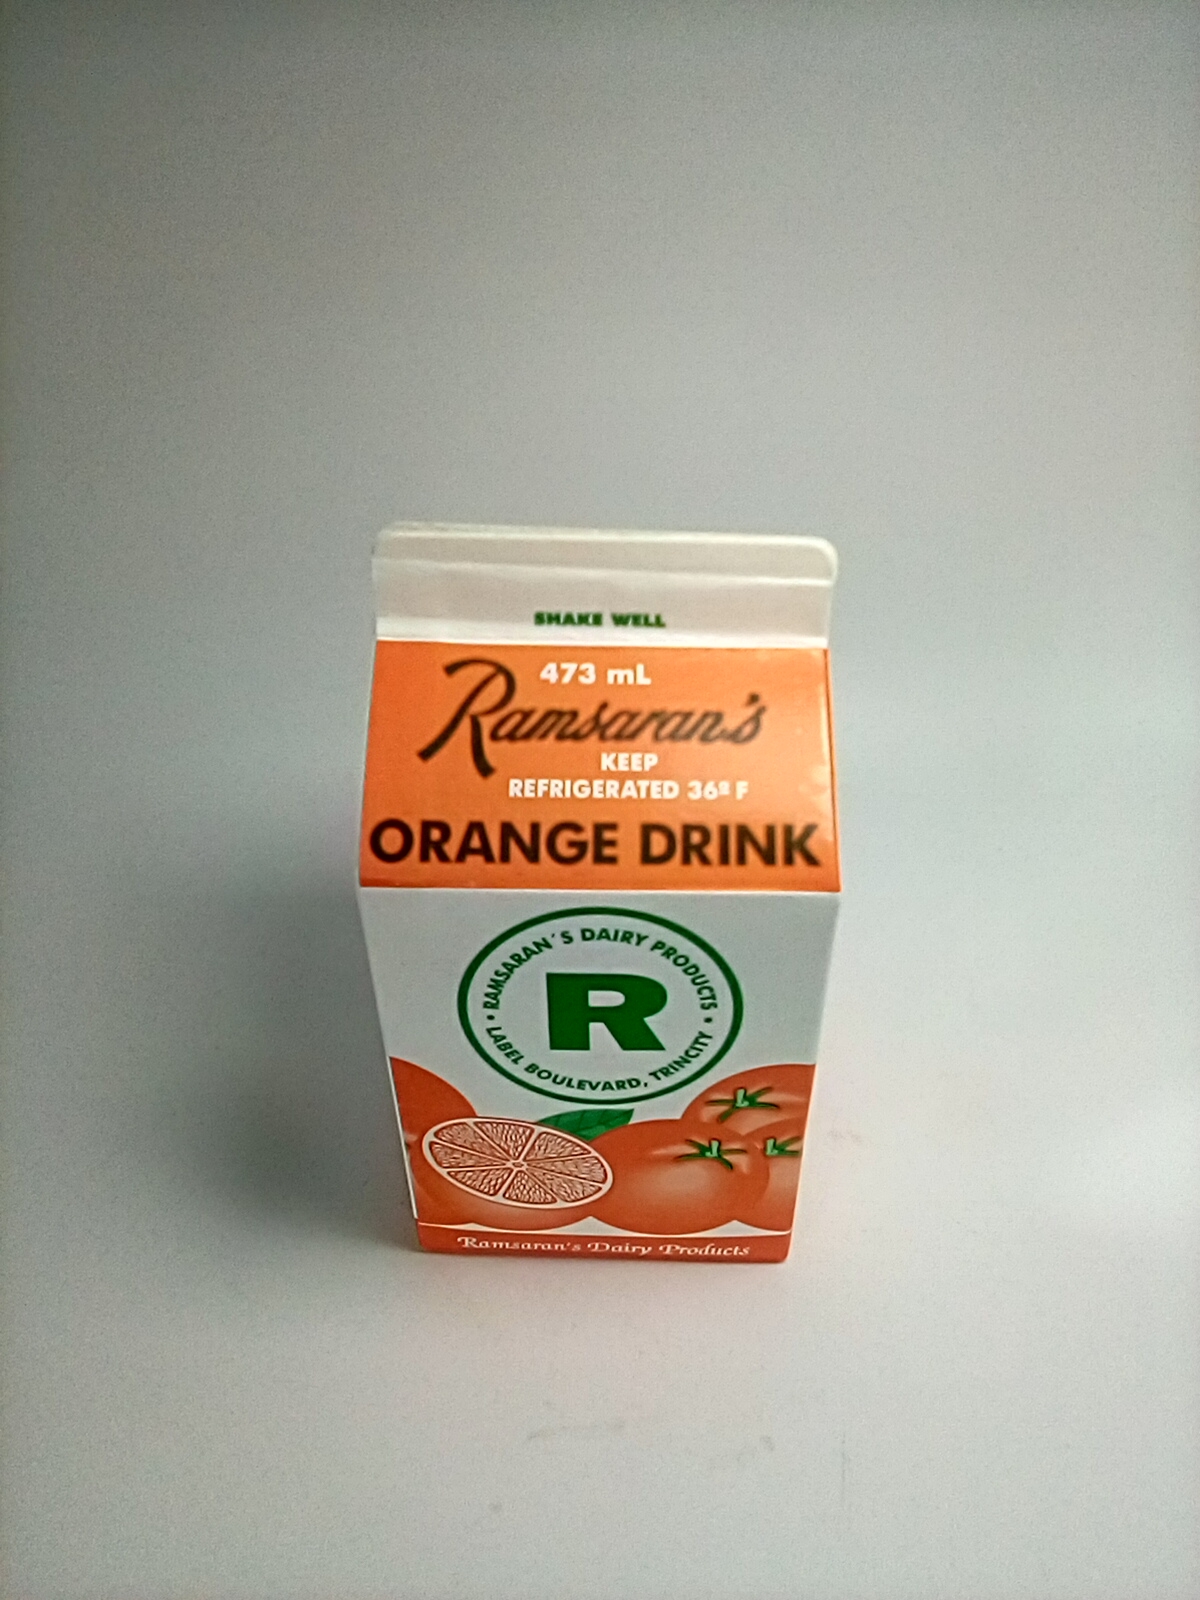 SHAKE WELL
473 mL
Ramsaran's
KEEP
REFRIGERATED 36º F
ORANGE DRINK
• RAMSARAN´S DAIRY PRODUCTS •
R
LABEL BOULEVARD, TRINCITY
Ramsaran's Dairy Products